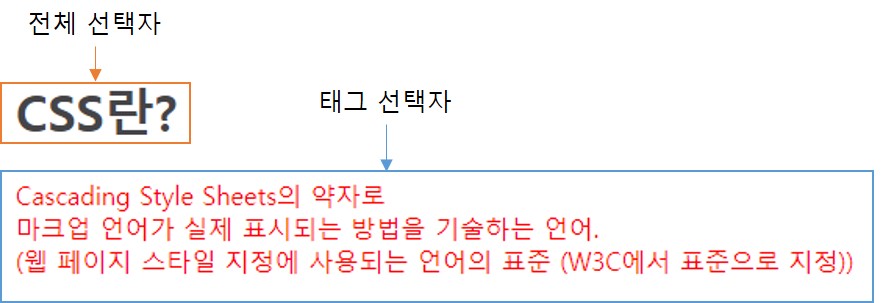 전체 선택자
CSS란?
태그 선택자
Cascading Style Sheets의 약자로
마크업 언어가 실제 표시되는 방법을 기술하는 언어.
(웹 페이지 스타일 지정에 사용되는 언어의 표준 (W3C에서 표준으로 지정))